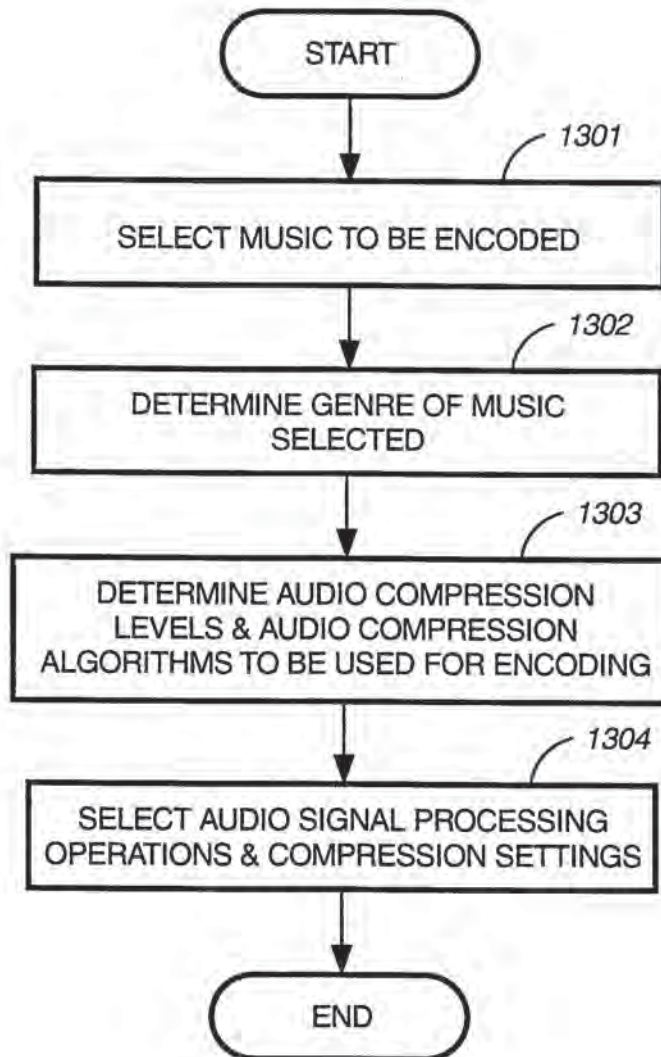 START
1301
SELECT MUSIC TO BE ENCODED
1302
DETERMINE GENRE OF MUSIC
SELECTED
1303
DETERMINE AUDIO COMPRESSION
LEVELS & AUDIO COMPRESSION
ALGORITHMS TO BE USED FOR ENCODING
1304
SELECT AUDIO SIGNAL PROCESSING
OPERATIONS & COMPRESSION SETTINGS
END